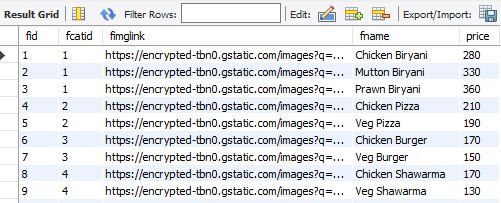 Result Grid Filter Rows: Edit: Export/Import:
fid fcatid fimglink fname price
1 1 https://encrypted-tbn0.gstatic.com/images?q=... Chicken Biryani 280
2 1 https://encrypted-tbn0.gstatic.com/images?q=... Mutton Biryani 330
3 1 https://encrypted-tbn0.gstatic.com/images?q=... Prawn Biryani 360
4 2 https://encrypted-tbn0.gstatic.com/images?q=... Chicken Pizza 210
5 2 https://encrypted-tbn0.gstatic.com/images?q=... Veg Pizza 190
6 3 https://encrypted-tbn0.gstatic.com/images?q=... Chicken Burger 170
7 3 https://encrypted-tbn0.gstatic.com/images?q=... Veg Burger 150
8 4 https://encrypted-tbn0.gstatic.com/images?q=... Chicken Shawarma 170
9 4 https://encrypted-tbn0.gstatic.com/images?q=... Veg Shawarma 130